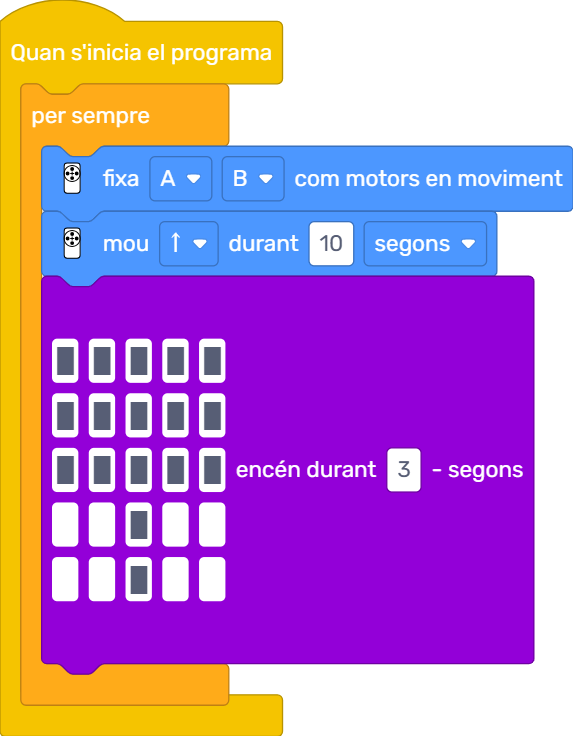 Quan s'inicia el programa
per sempre
fixa A B com motors en moviment
mou ↑ durant 10 segons
encén durant 3 - segons